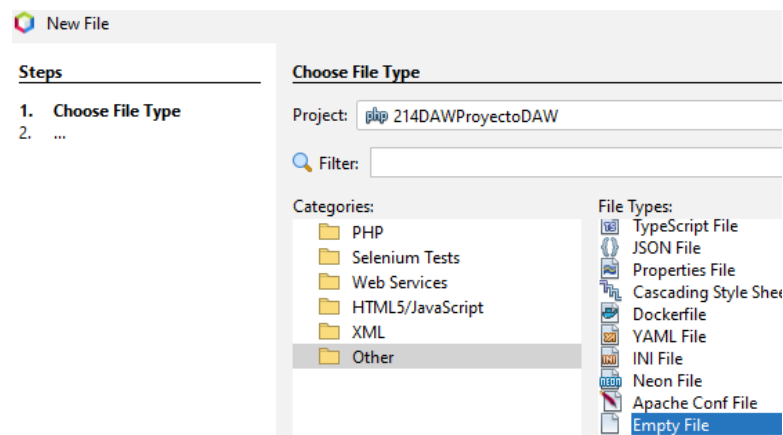 New File
Steps
1. Choose File Type
2. ...
Choose File Type
Project: php 214DAWProyectoDAW
Filter:
Categories:
PHP
Selenium Tests
Web Services
HTML5/JavaScript
XML
Other
File Types:
TypeScript File
JSON File
Properties File
Cascading Style Shee
Dockerfile
YAML File
INI File
Neon File
Apache Conf File
Empty File